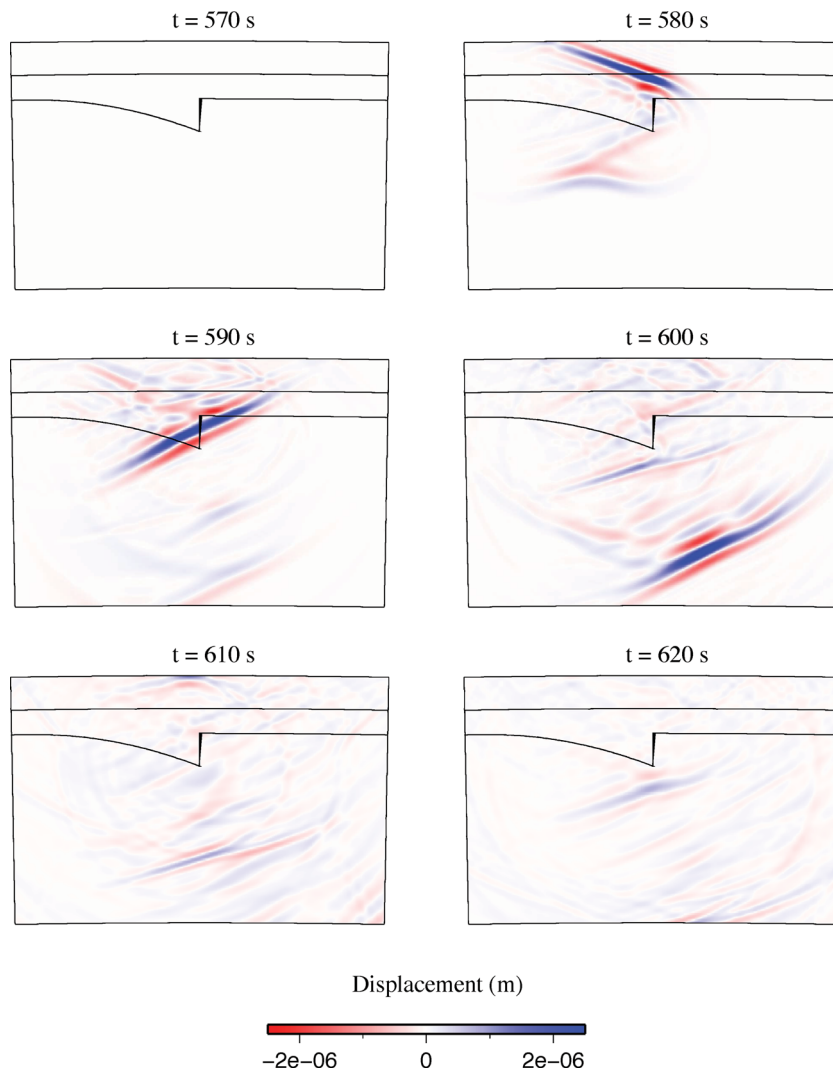 t = 570 s
t = 580 s
t = 590 s
t = 600 s
t = 610 s
t = 620 s
Displacement (m)
−2e−06 0 2e−06